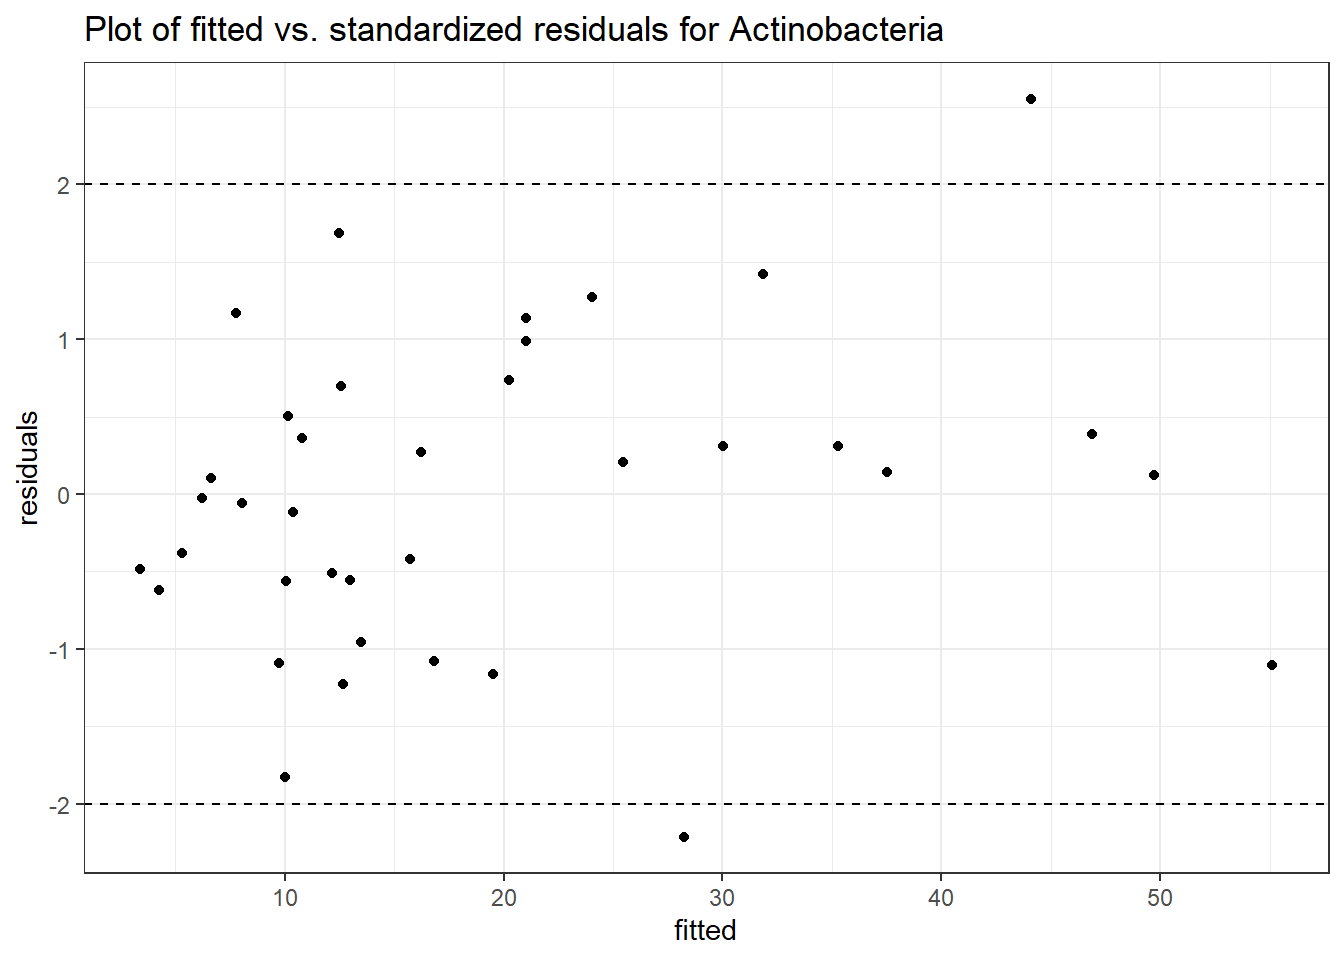 Plot of fitted vs. standardized residuals for Actinobacteria
2
1
0
-1
-2
residuals
10 20 30 40 50
fitted